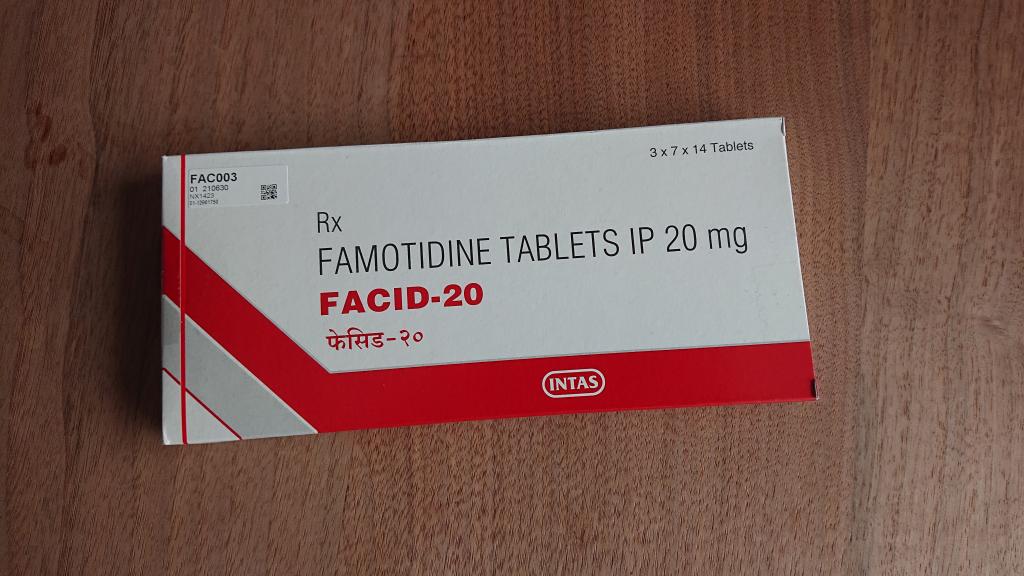 3 x 7 x 14 Tablets
FAC003
01 210630
NX1423
Rx
FAMOTIDINE TABLETS IP 20 mg
FACID-20
फेसिड-२०
INTAS